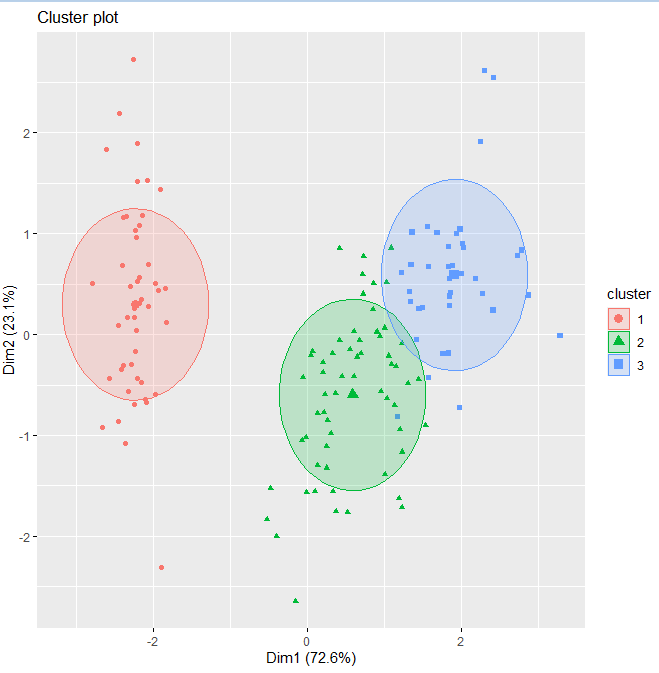 Cluster plot
2
1
0
-1
-2
Dim2 (23.1%)
-2
0
2
Dim1 (72.6%)
cluster
1
2
3